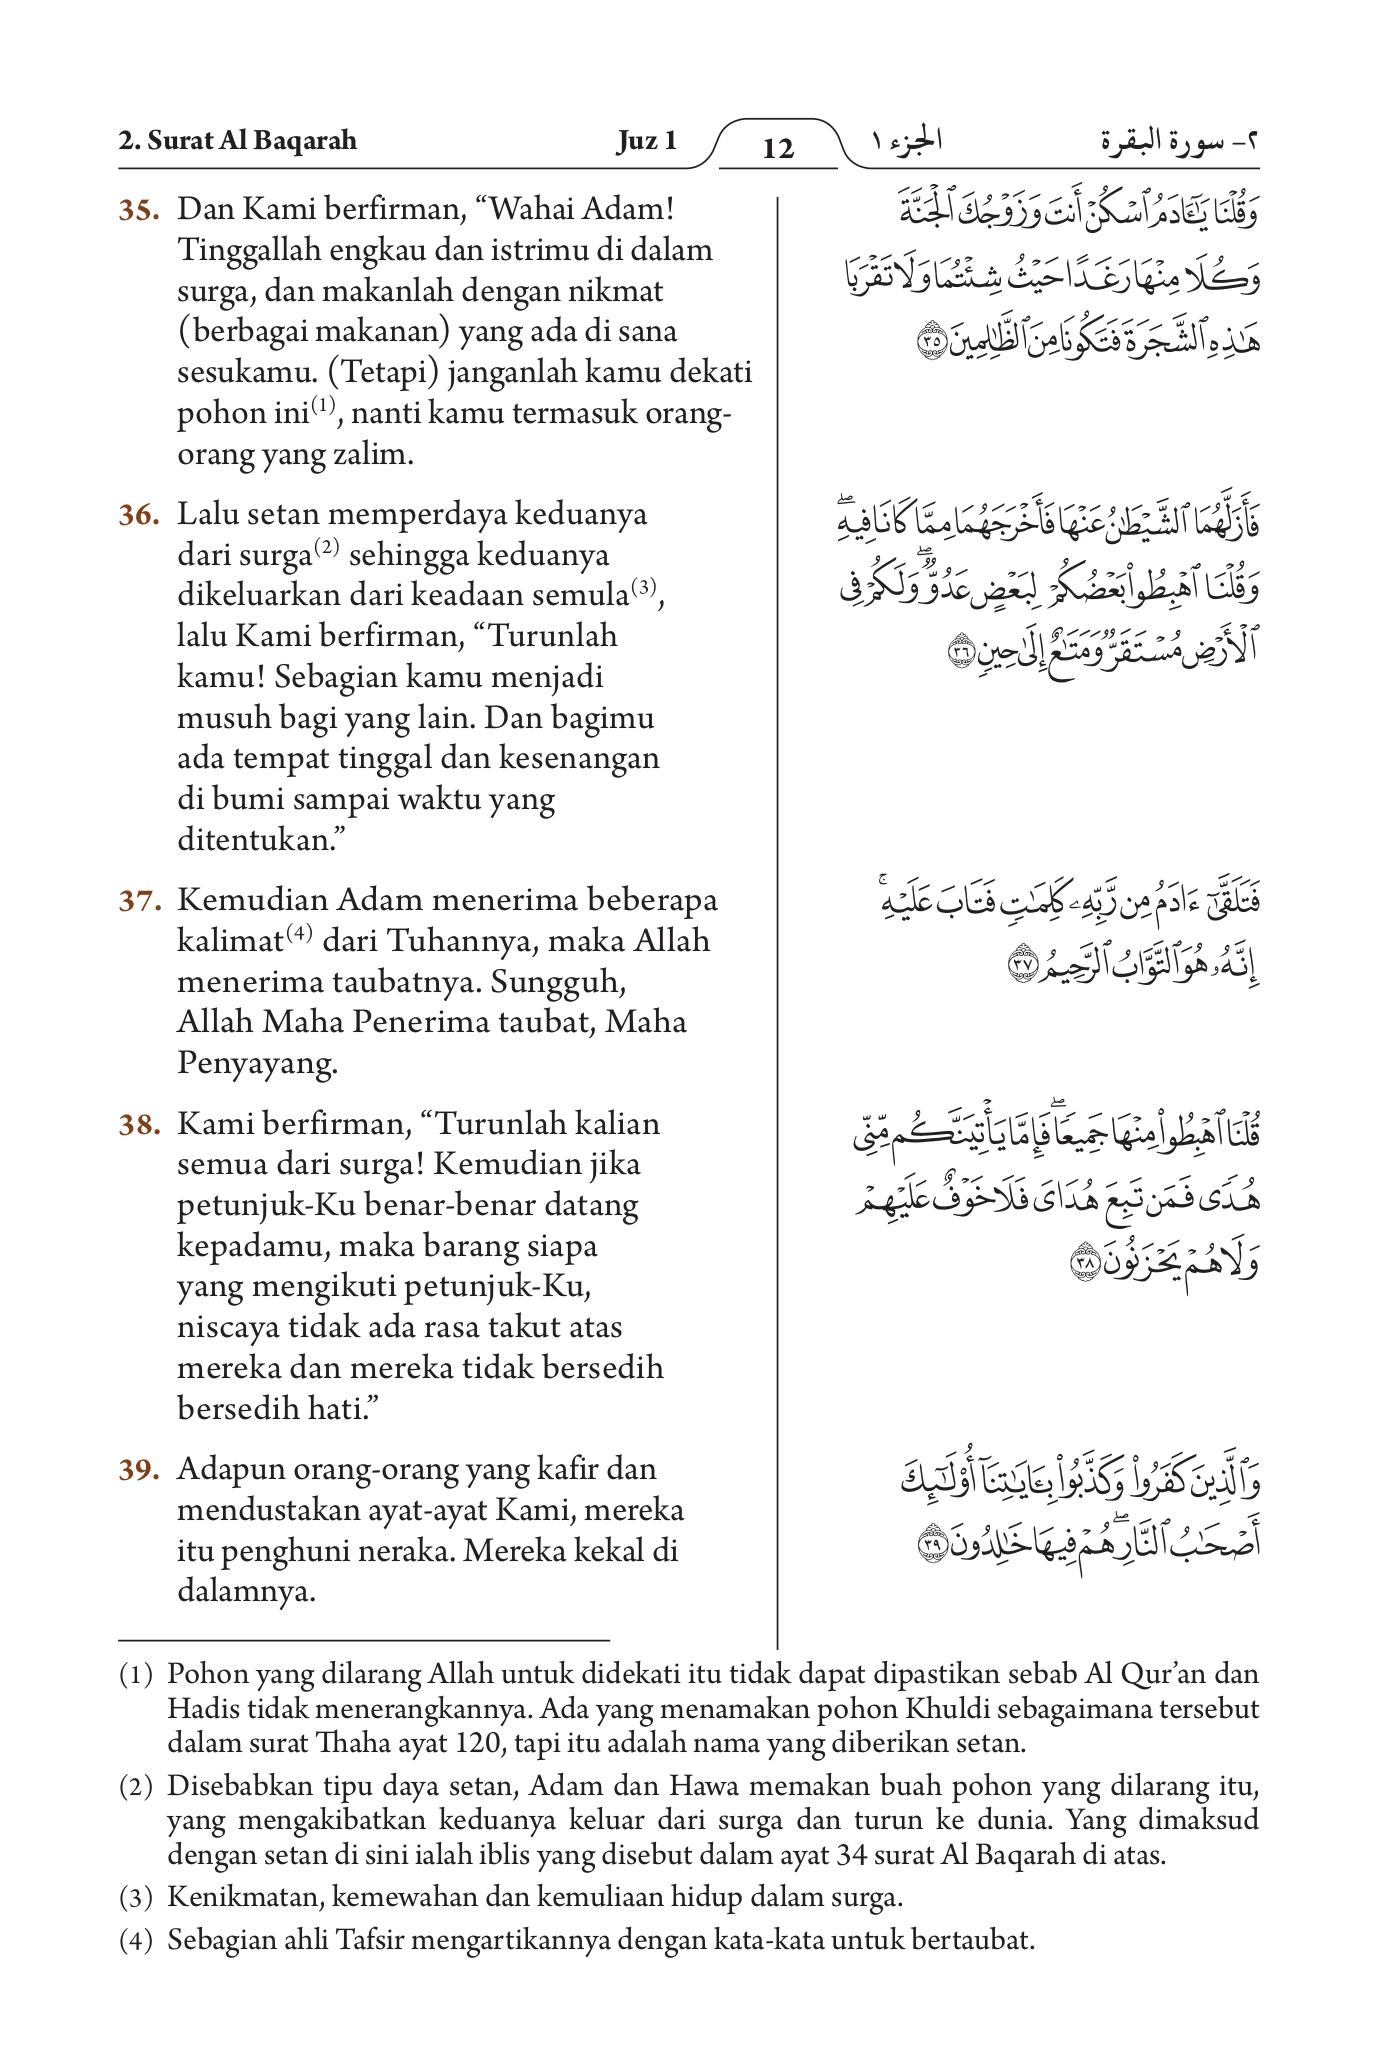 2. Surat Al Baqarah
Juz 1
12
الجزء ١
٢- سورة البقرة
35. Dan Kami berfirman, “Wahai Adam!
Tinggallah engkau dan istrimu di dalam
surga, dan makanlah dengan nikmat
(berbagai makanan) yang ada di sana
sesukamu. (Tetapi) janganlah kamu dekati
pohon ini(1), nanti kamu termasuk orang-
orang yang zalim.
وَقُلْنَا يَٰٓـَٔادَمُ ٱسْكُنْ أَنتَ وَزَوْجُكَ ٱلْجَنَّةَ
وَكُلَا مِنْهَا رَغَدًا حَيْثُ شِئْتُمَا وَلَا تَقْرَبَا
هَٰذِهِ ٱلشَّجَرَةَ فَتَكُونَا مِنَ ٱلظَّٰلِمِينَ ٣٥
36. Lalu setan memperdaya keduanya
dari surga(2) sehingga keduanya
dikeluarkan dari keadaan semula(3),
lalu Kami berfirman, “Turunlah
kamu! Sebagian kamu menjadi
musuh bagi yang lain. Dan bagimu
ada tempat tinggal dan kesenangan
di bumi sampai waktu yang
ditentukan.”
فَأَزَلَّهُمَا ٱلشَّيْطَٰنُ عَنْهَا فَأَخْرَجَهُمَا مِمَّا كَانَا فِيهِۖ
وَقُلْنَا ٱهْبِطُوا۟ بَعْضُكُمْ لِبَعْضٍ عَدُوٌّۖ وَلَكُمْ فِى
ٱلْأَرْضِ مُسْتَقَرٌّ وَمَتَٰعٌ إِلَىٰ حِينٍ ٣٦
37. Kemudian Adam menerima beberapa
kalimat(4) dari Tuhannya, maka Allah
menerima taubatnya. Sungguh,
Allah Maha Penerima taubat, Maha
Penyayang.
فَتَلَقَّىٰٓ ءَادَمُ مِن رَّبِّهِۦ كَلِمَٰتٍ فَتَابَ عَلَيْهِۚ
إِنَّهُۥ هُوَ ٱلتَّوَّابُ ٱلرَّحِيمُ ٣٧
38. Kami berfirman, “Turunlah kalian
semua dari surga! Kemudian jika
petunjuk-Ku benar-benar datang
kepadamu, maka barang siapa
yang mengikuti petunjuk-Ku,
niscaya tidak ada rasa takut atas
mereka dan mereka tidak bersedih
bersedih hati.”
قُلْنَا ٱهْبِطُوا۟ مِنْهَا جَمِيعًاۖ فَإِمَّا يَأْتِيَنَّكُم مِّنِّى
هُدًى فَمَن تَبِعَ هُدَاىَ فَلَا خَوْفٌ عَلَيْهِمْ
وَلَا هُمْ يَحْزَنُونَ ٣٨
39. Adapun orang-orang yang kafir dan
mendustakan ayat-ayat Kami, mereka
itu penghuni neraka. Mereka kekal di
dalamnya.
وَٱلَّذِينَ كَفَرُوا۟ وَكَذَّبُوا۟ بِـَٔايَٰتِنَآ أُو۟لَٰٓئِكَ
أَصْحَٰبُ ٱلنَّارِۖ هُمْ فِيهَا خَٰلِدُونَ ٣٩
(1) Pohon yang dilarang Allah untuk didekati itu tidak dapat dipastikan sebab Al Qur’an dan
Hadis tidak menerangkannya. Ada yang menamakan pohon Khuldi sebagaimana tersebut
dalam surat Thaha ayat 120, tapi itu adalah nama yang diberikan setan.
(2) Disebabkan tipu daya setan, Adam dan Hawa memakan buah pohon yang dilarang itu,
yang mengakibatkan keduanya keluar dari surga dan turun ke dunia. Yang dimaksud
dengan setan di sini ialah iblis yang disebut dalam ayat 34 surat Al Baqarah di atas.
(3) Kenikmatan, kemewahan dan kemuliaan hidup dalam surga.
(4) Sebagian ahli Tafsir mengartikannya dengan kata-kata untuk bertaubat.